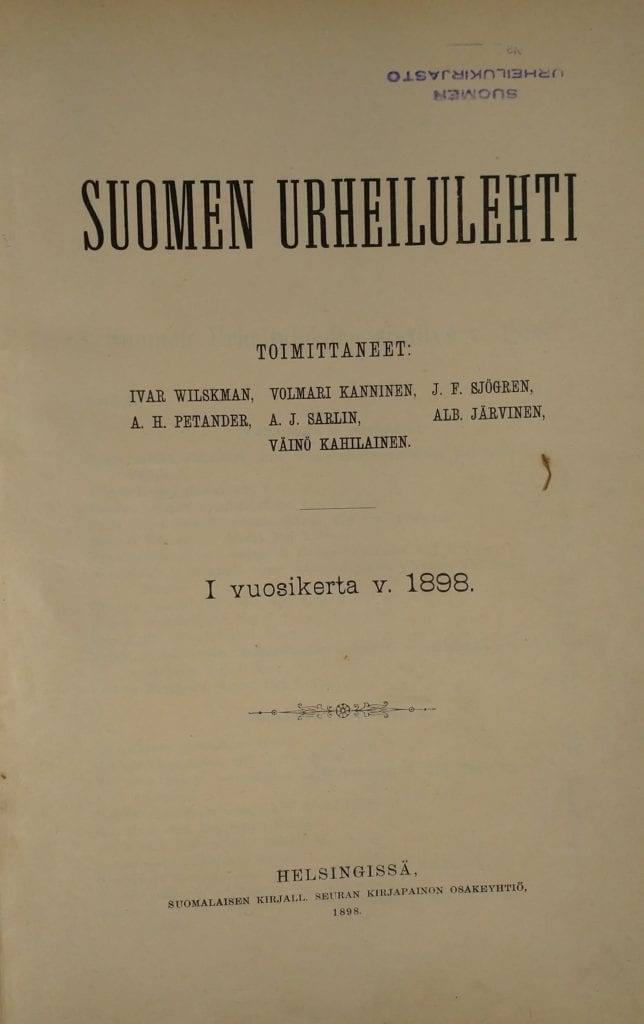 SUOMEN
URHEILUKIRJASTO
SUOMEN URHEILULEHTI
TOIMITTANEET:
IVAR WILSKMAN, VOLMARI KANNINEN, J. F. SJÖGREN,
A. H. PETANDER, A. J. SARLIN, ALB. JÄRVINEN,
VÄINÖ KAHILAINEN.
I vuosikerta v. 1898.
HELSINGISSÄ,
SUOMALAISEN KIRJALL. SEURAN KIRJAPAINON OSAKEYHTIÖ,
1898.